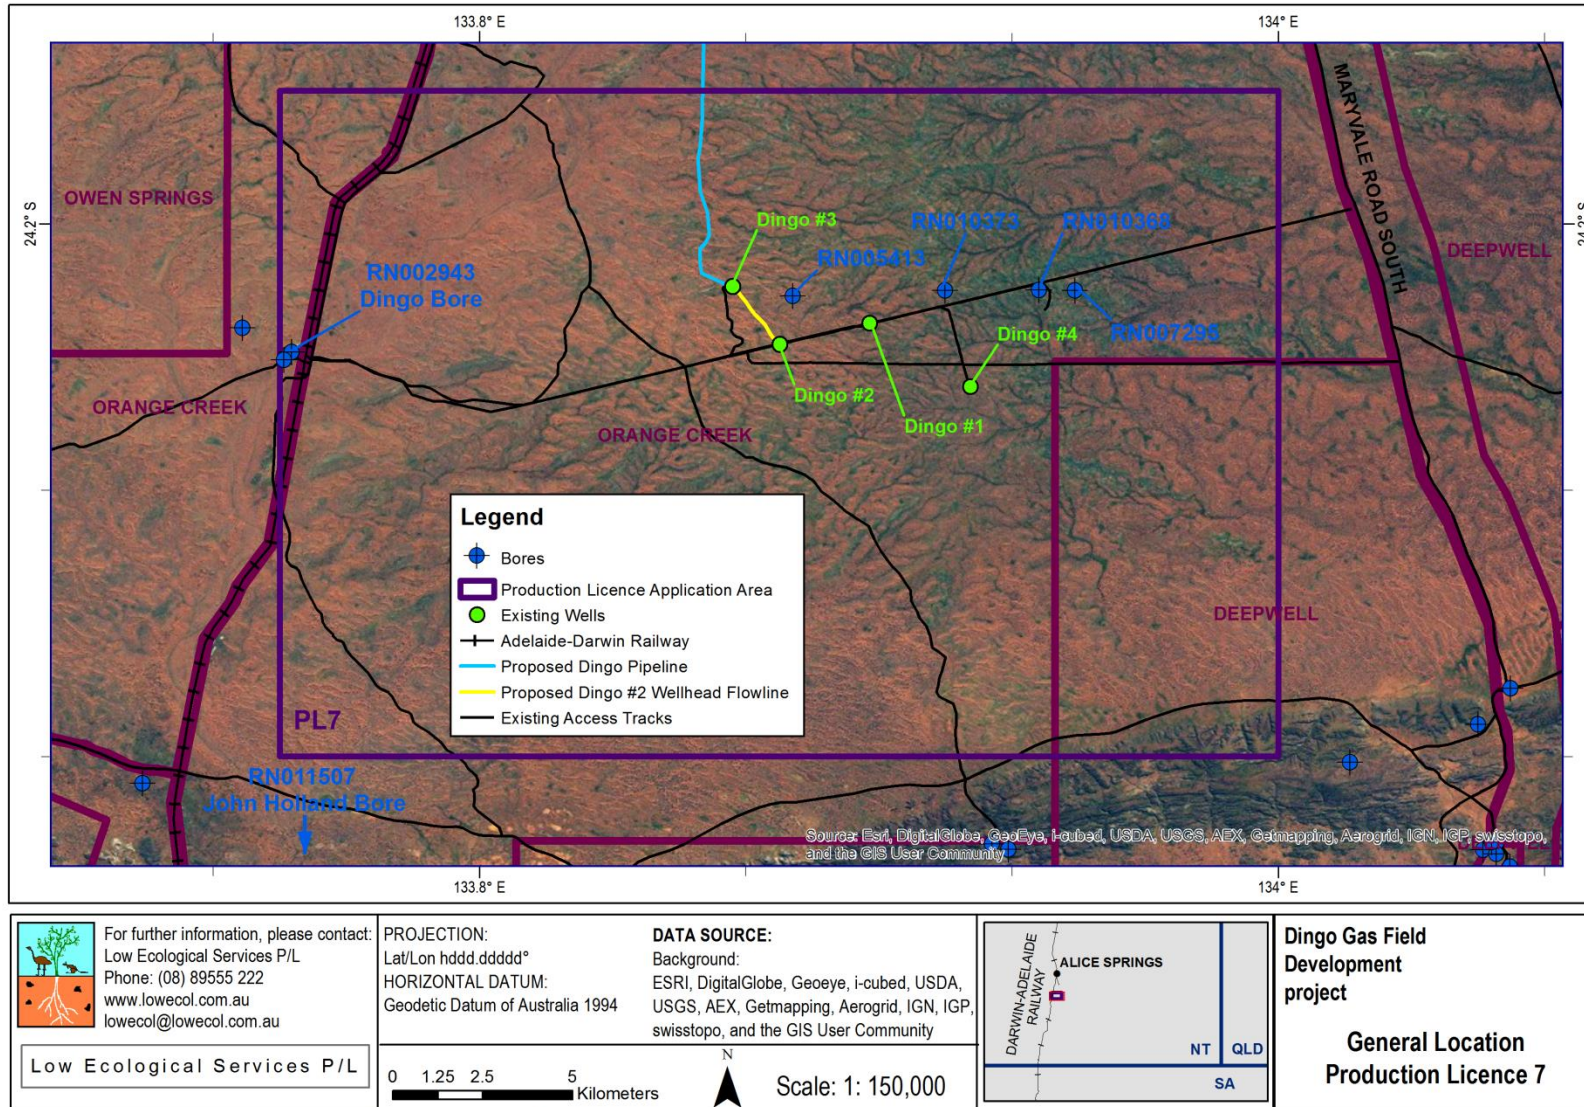 133.8° E
134° E
24.2° S
24.2° S
OWEN SPRINGS
MARYVALE ROAD SOUTH
DEEPWELL
Dingo #3
RN010373
RN010368
RN005413
RN002943
Dingo Bore
RN007295
Dingo #4
Dingo #2
Dingo #1
ORANGE CREEK
ORANGE CREEK
DEEPWELL
Legend
Bores
Production Licence Application Area
Existing Wells
Adelaide-Darwin Railway
Proposed Dingo Pipeline
Proposed Dingo #2 Wellhead Flowline
Existing Access Tracks
PL7
RN011507
John Holland Bore
Source: Esri, DigitalGlobe, GeoEye, i-cubed, USDA, USGS, AEX, Getmapping, Aerogrid, IGN, IGP, swisstopo,
and the GIS User Community
133.8° E
134° E
For further information, please contact:
Low Ecological Services P/L
Phone: (08) 89555 222
www.lowecol.com.au
lowecol@lowecol.com.au
Low Ecological Services P/L
PROJECTION:
Lat/Lon hddd.ddddd°
HORIZONTAL DATUM:
Geodetic Datum of Australia 1994
DATA SOURCE:
Background:
ESRI, DigitalGlobe, Geoeye, i-cubed, USDA,
USGS, AEX, Getmapping, Aerogrid, IGN, IGP,
swisstopo, and the GIS User Community
0 1.25 2.5 5
Kilometers
N
Scale: 1: 150,000
DARWIN-ADELAIDE
RAILWAY
ALICE SPRINGS
NT
QLD
SA
Dingo Gas Field
Development
project
General Location
Production Licence 7